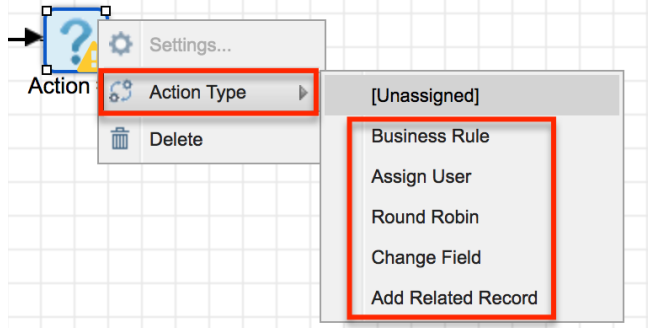 Settings...
Action
Action Type
Delete
[Unassigned]
Business Rule
Assign User
Round Robin
Change Field
Add Related Record